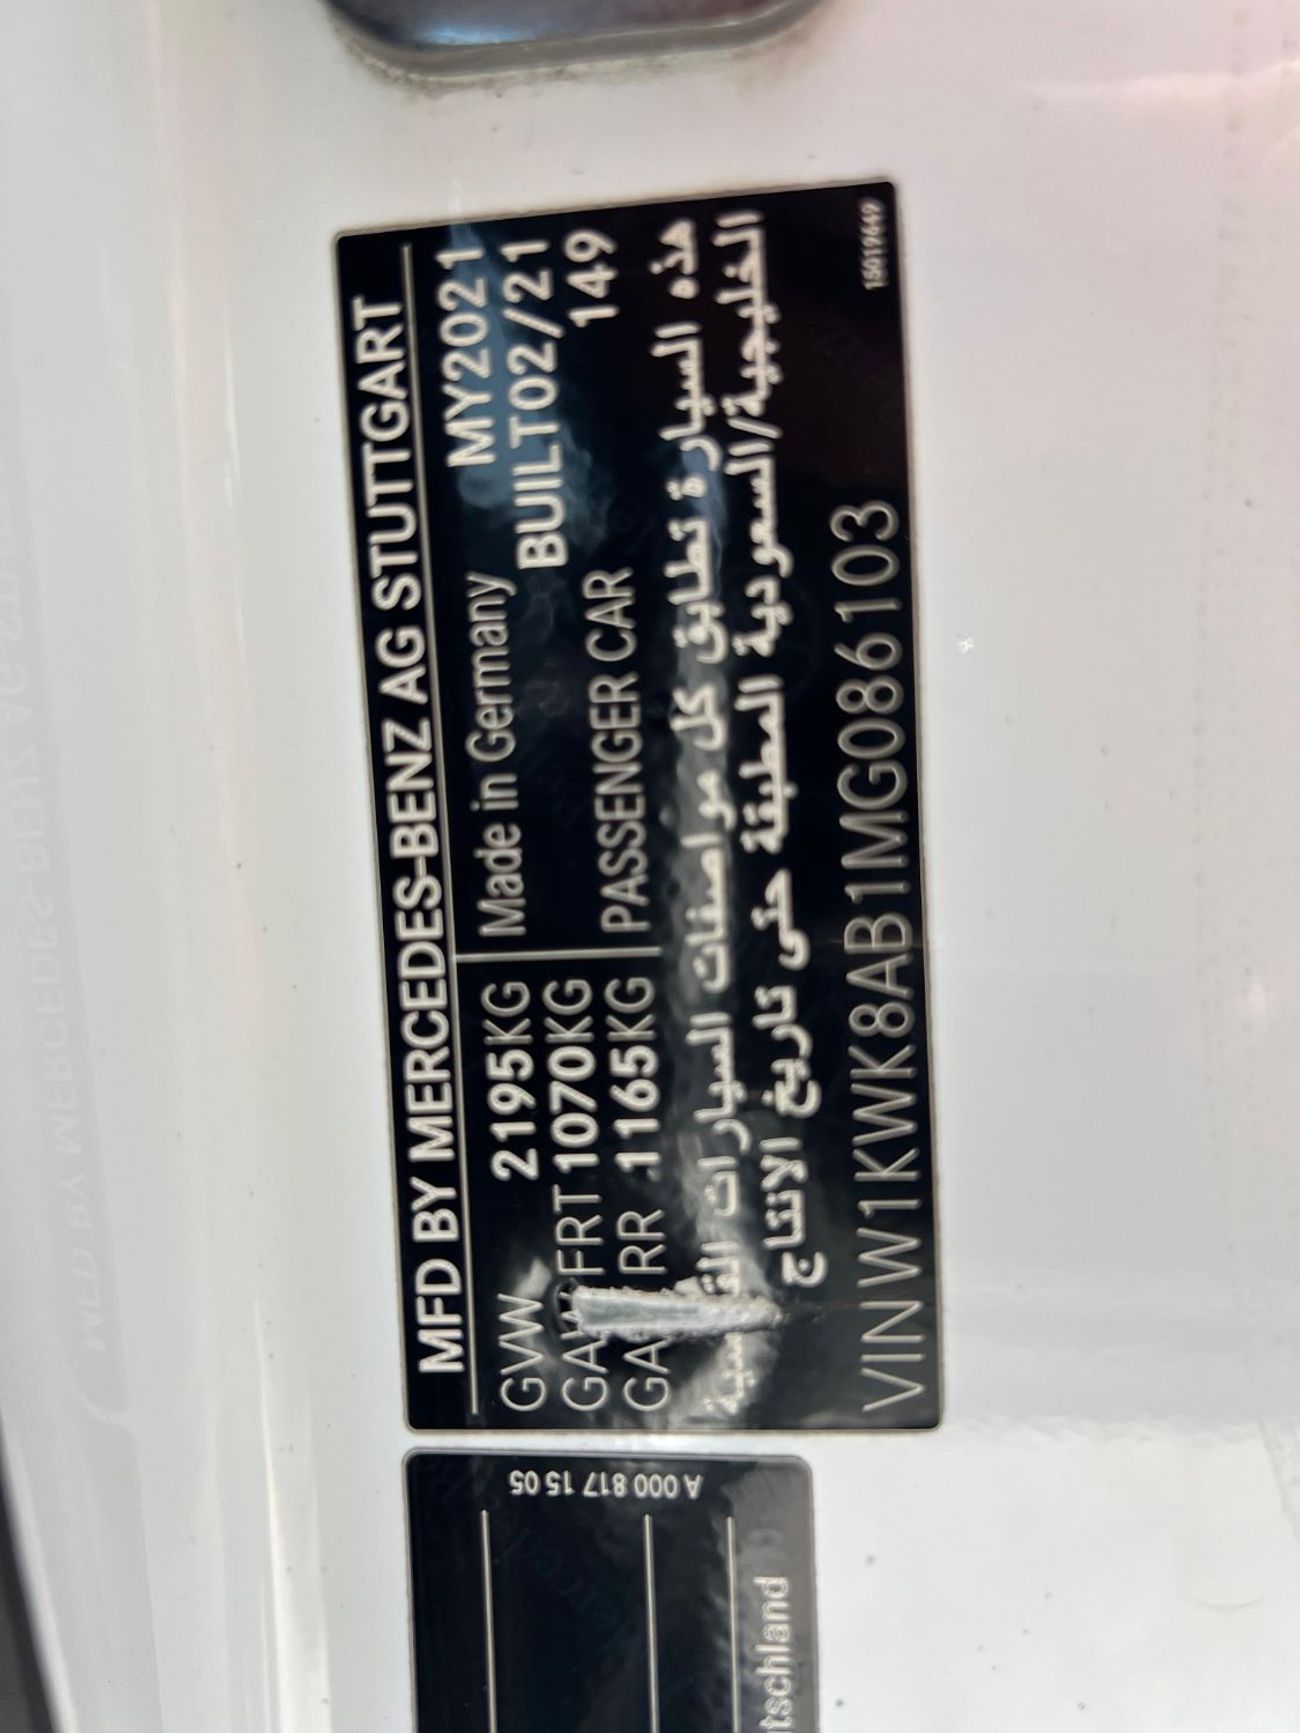 MFD BY MERCEDES-BENZ AG STUTTGART
GVW 2195KG Made in Germany MY2021
FRT 1070KG BUILT02/21
RR 1165KG PASSENGER CAR 149
هذه السيارة تطابق كل مواصفات السيارات
الخليجية/السعودية المطبقة حتى تاريخ الانتاج
VIN W1KWK8AB1MG086103
15019649
A 000 817 15 05